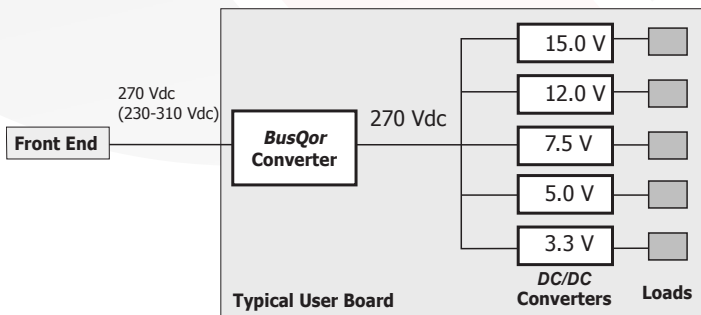 Front End
270 Vdc
(230-310 Vdc)
BusQor
Converter
270 Vdc
15.0 V
12.0 V
7.5 V
5.0 V
3.3 V
DC/DC
Converters
Loads
Typical User Board